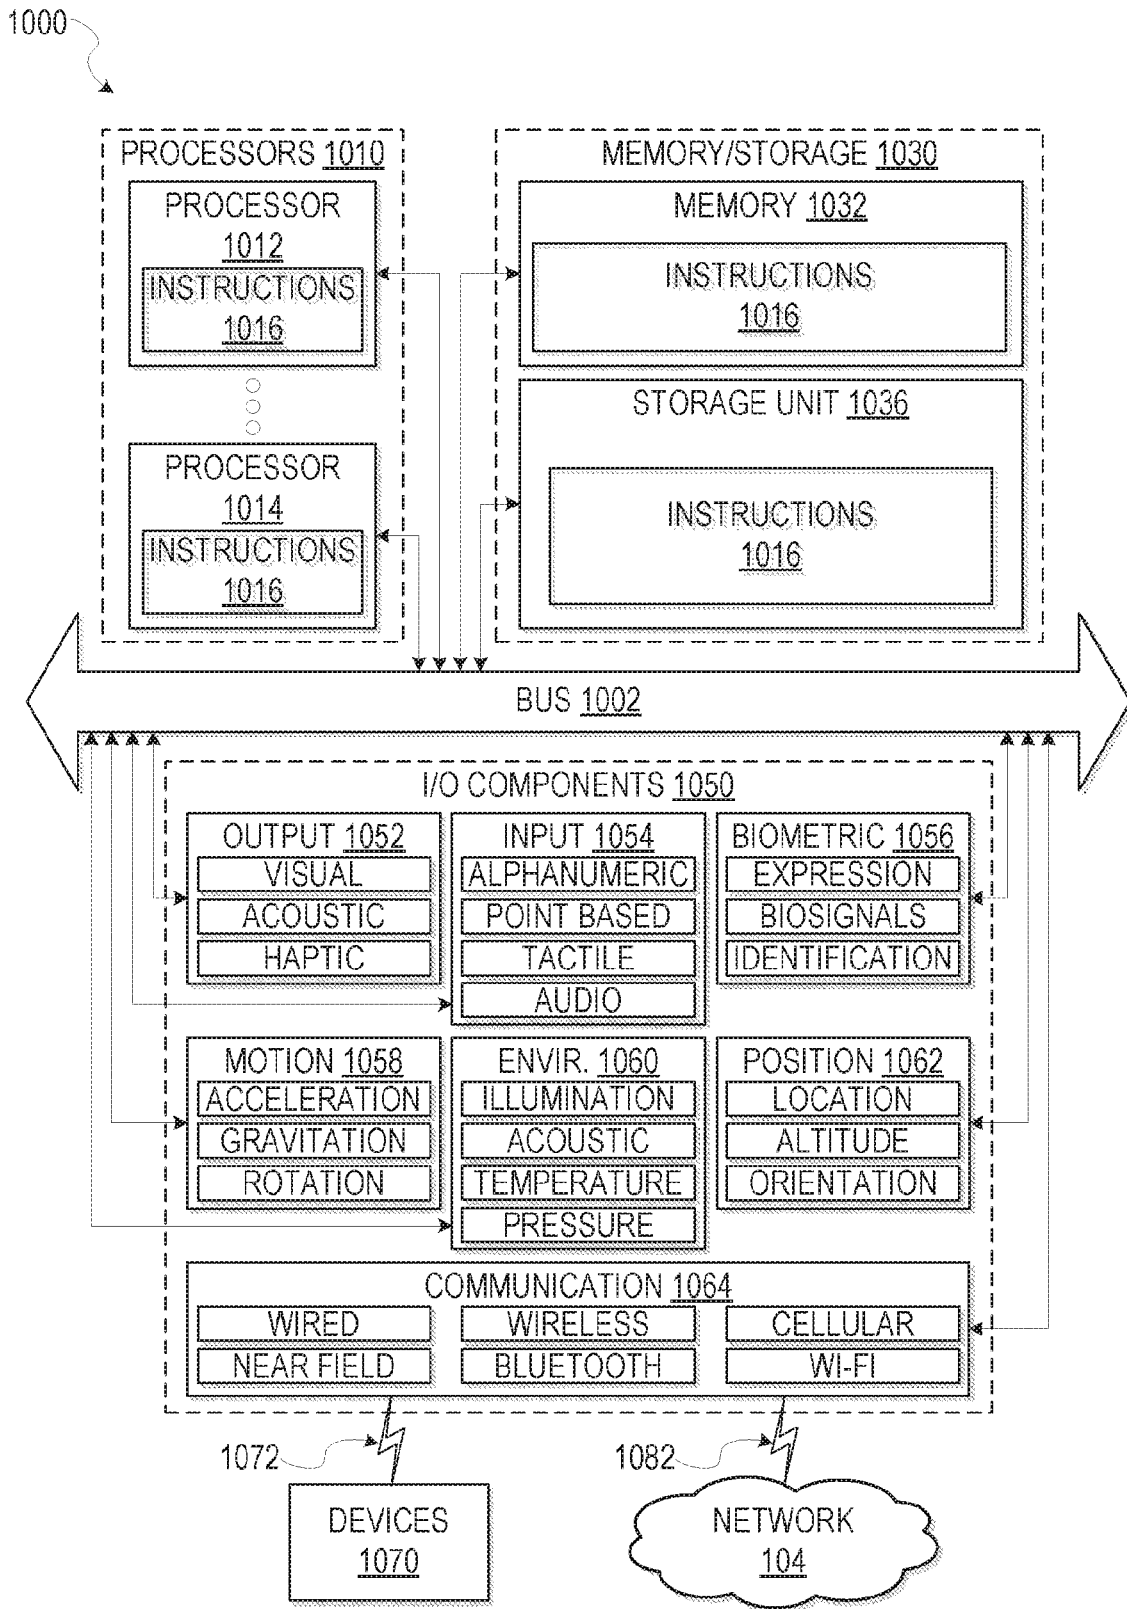 1000
PROCESSORS 1010
PROCESSOR
1012
INSTRUCTIONS
1016
PROCESSOR
1014
INSTRUCTIONS
1016
MEMORY/STORAGE 1030
MEMORY 1032
INSTRUCTIONS
1016
STORAGE UNIT 1036
INSTRUCTIONS
1016
BUS 1002
I/O COMPONENTS 1050
OUTPUT 1052
VISUAL
ACOUSTIC
HAPTIC
INPUT 1054
ALPHANUMERIC
POINT BASED
TACTILE
AUDIO
BIOMETRIC 1056
EXPRESSION
BIOSIGNALS
IDENTIFICATION
MOTION 1058
ACCELERATION
GRAVITATION
ROTATION
ENVIR. 1060
ILLUMINATION
ACOUSTIC
TEMPERATURE
PRESSURE
POSITION 1062
LOCATION
ALTITUDE
ORIENTATION
COMMUNICATION 1064
WIRED
WIRELESS
CELLULAR
NEAR FIELD
BLUETOOTH
WI-FI
1072
1082
DEVICES
1070
NETWORK
104